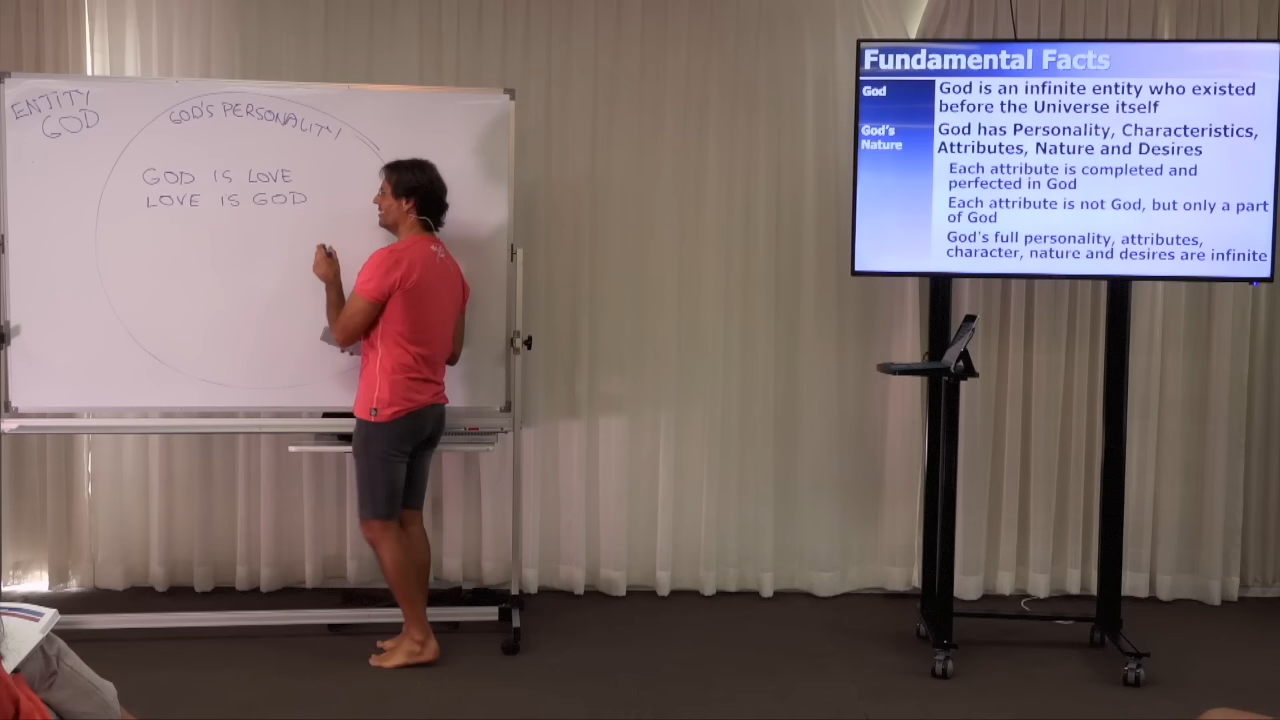 ENTITY
GOD
GOD'S PERSONALITY
GOD IS LOVE
LOVE IS GOD
Fundamental Facts
God
God is an infinite entity who existed
before the Universe itself
God's
Nature
God has Personality, Characteristics,
Attributes, Nature and Desires
Each attribute is completed and
perfected in God
Each attribute is not God, but only a part
of God
God's full personality, attributes,
character, nature and desires are infinite